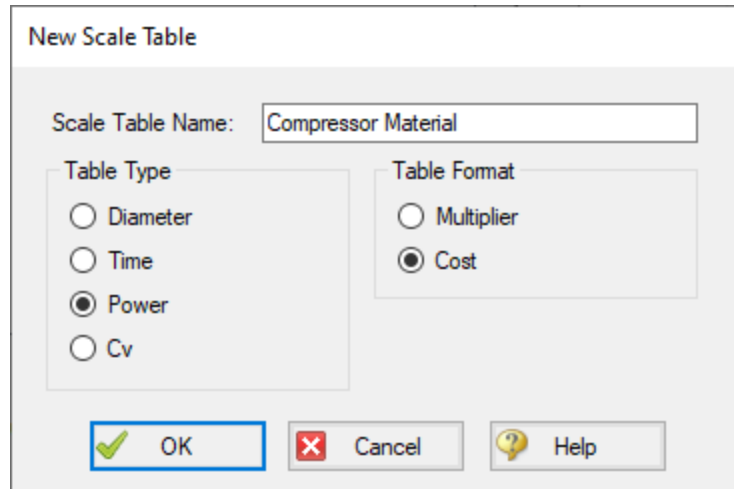 New Scale Table
Scale Table Name: Compressor Material
Table Type
Diameter
Time
Power
Cv
Table Format
Multiplier
Cost
OK Cancel Help